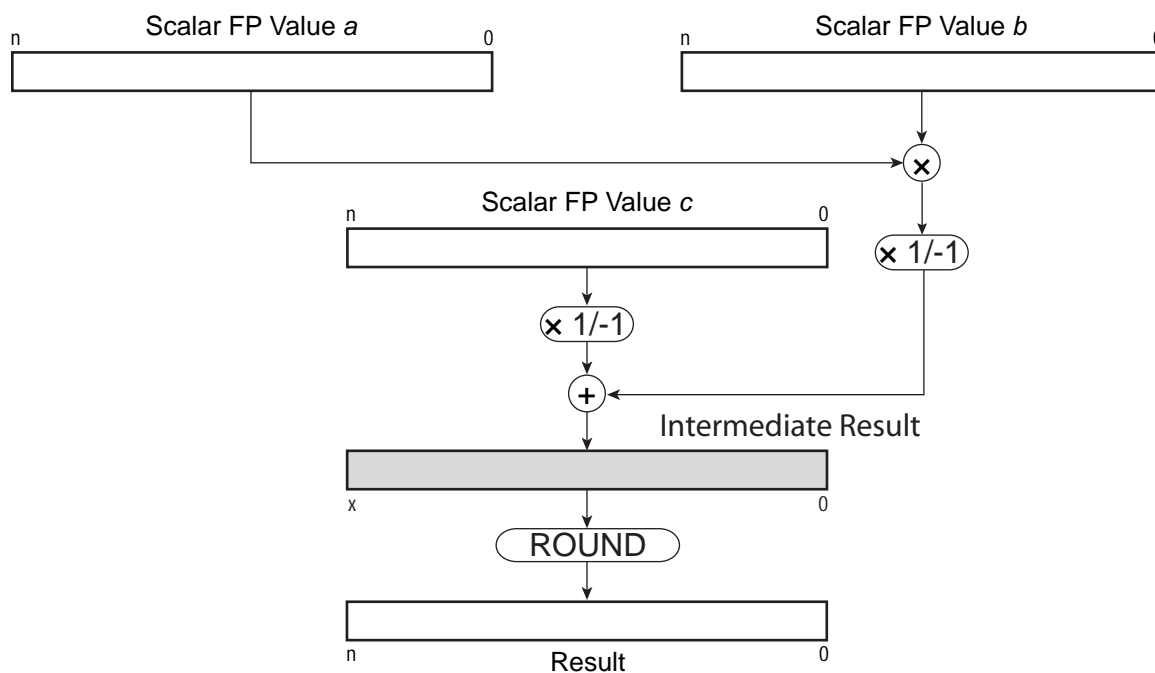 Scalar FP Value a
n 0
Scalar FP Value b
n 0
×
Scalar FP Value c
n 0
× 1/-1
× 1/-1
+
Intermediate Result
x 0
ROUND
n 0
Result